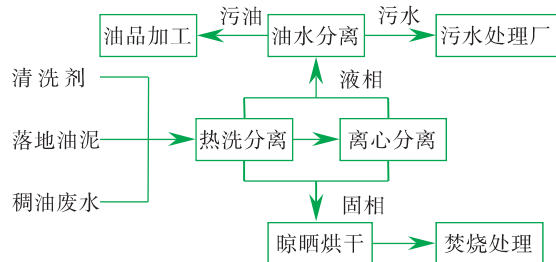 污油
污水
油品加工
油水分离
污水处理厂
清洗剂
液相
落地油泥
热洗分离
离心分离
稠油废水
固相
晾晒烘干
焚烧处理